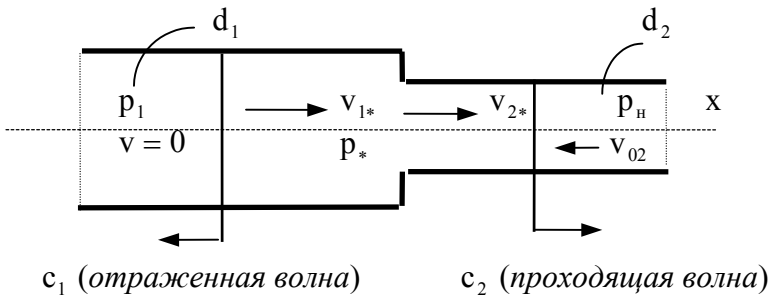 d₁ d₂
p₁ v₁* v₂* pн x
v = 0 p* v₀₂
c₁ (отраженная волна) c₂ (проходящая волна)